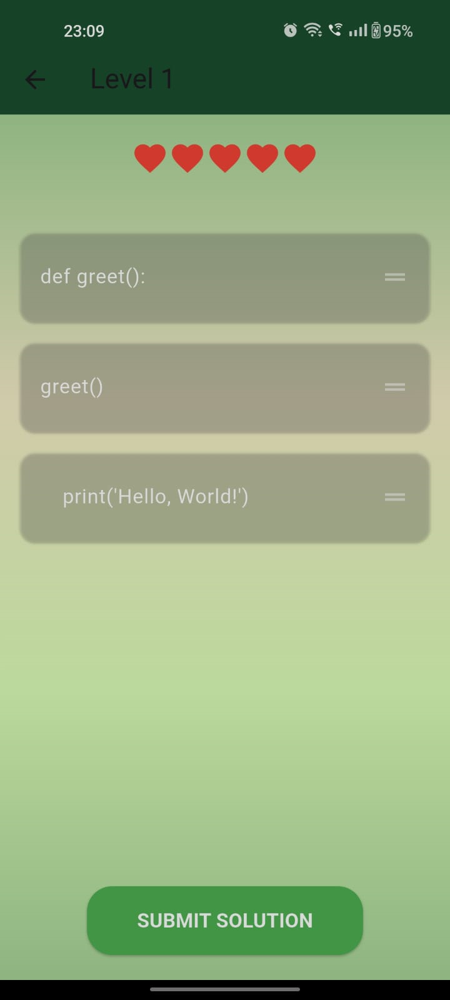 23:09
95%
Level 1
def greet():
greet()
print('Hello, World!')
SUBMIT SOLUTION